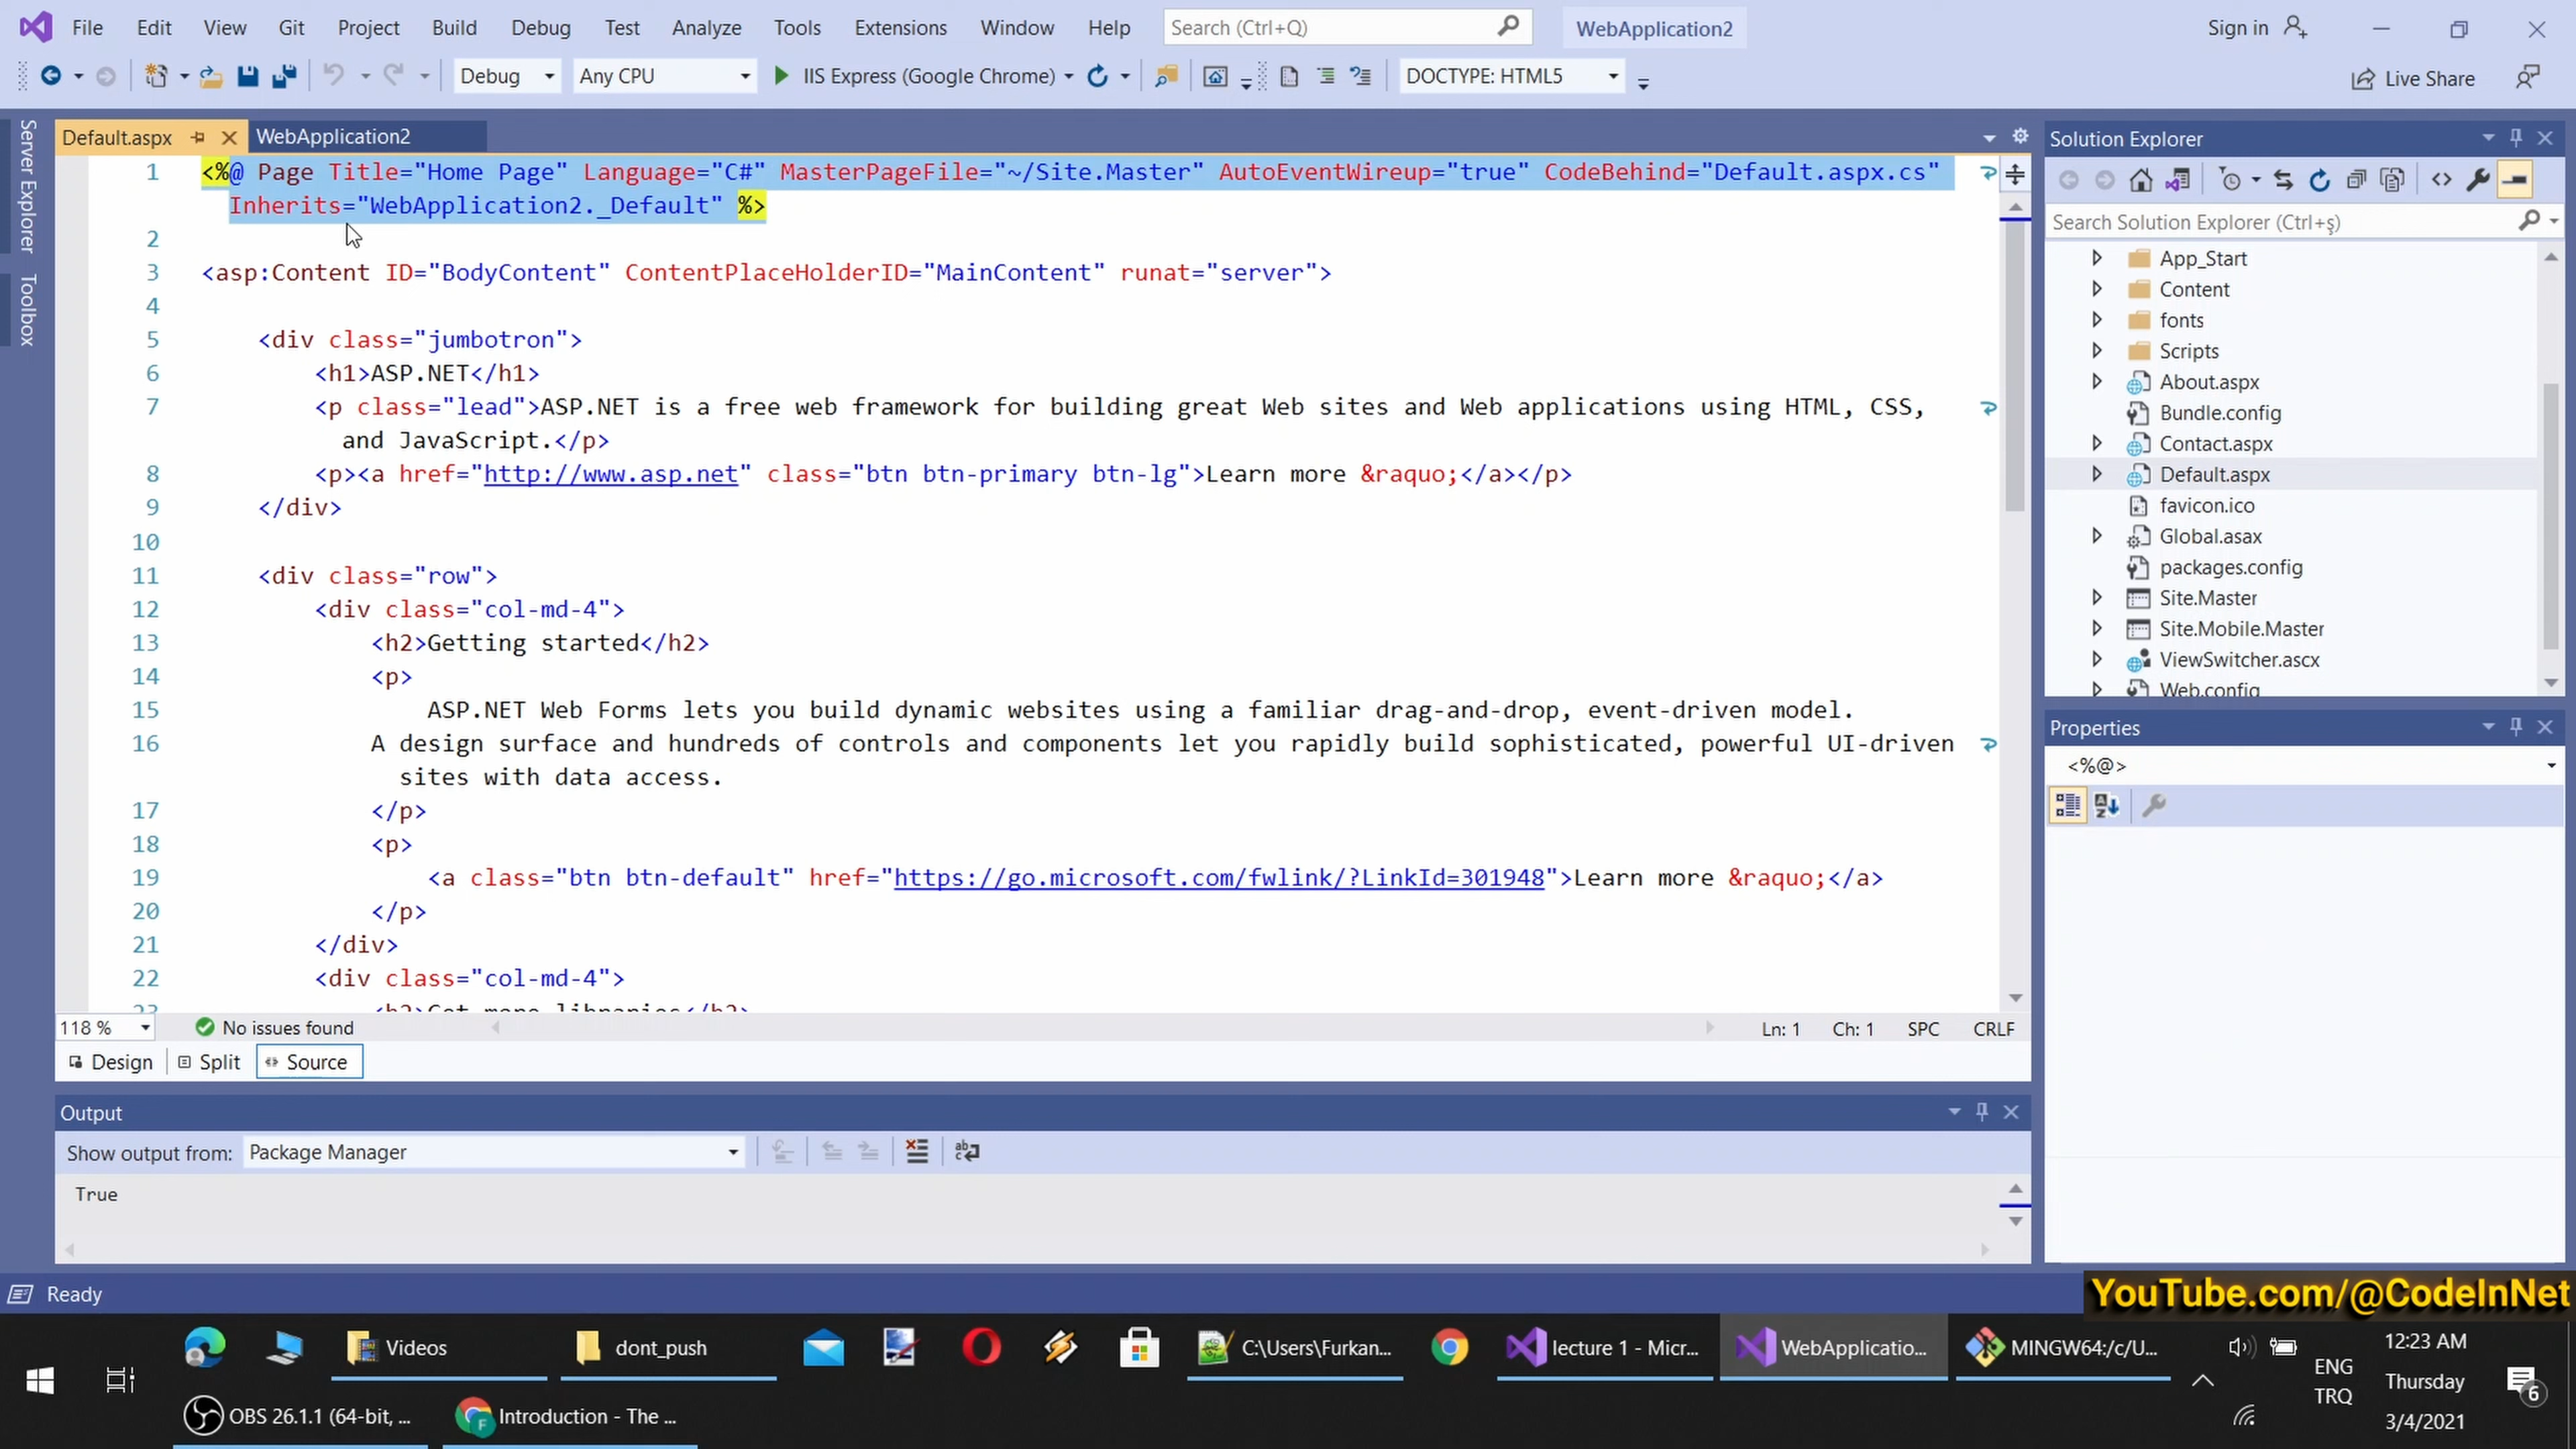 File Edit View Git Project Build Debug Test Analyze Tools Extensions Window Help Search (Ctrl+Q) WebApplication2 Sign in
Debug Any CPU IIS Express (Google Chrome) DOCTYPE: HTML5 Live Share
Server Explorer
Toolbox
Default.aspx WebApplication2
1 <%@ Page Title="Home Page" Language="C#" MasterPageFile="~/Site.Master" AutoEventWireup="true" CodeBehind="Default.aspx.cs"
Inherits="WebApplication2._Default" %>
2
3 <asp:Content ID="BodyContent" ContentPlaceHolderID="MainContent" runat="server">
4
5 <div class="jumbotron">
6 <h1>ASP.NET</h1>
7 <p class="lead">ASP.NET is a free web framework for building great Web sites and Web applications using HTML, CSS,
and JavaScript.</p>
8 <p><a href="http://www.asp.net" class="btn btn-primary btn-lg">Learn more &raquo;</a></p>
9 </div>
10
11 <div class="row">
12 <div class="col-md-4">
13 <h2>Getting started</h2>
14 <p>
15 ASP.NET Web Forms lets you build dynamic websites using a familiar drag-and-drop, event-driven model.
16 A design surface and hundreds of controls and components let you rapidly build sophisticated, powerful UI-driven
sites with data access.
17 </p>
18 <p>
19 <a class="btn btn-default" href="https://go.microsoft.com/fwlink/?LinkId=301948">Learn more &raquo;</a>
20 </p>
21 </div>
22 <div class="col-md-4">
23 <h2>Get more libraries</h2>
118 % No issues found Ln: 1 Ch: 1 SPC CRLF
Design Split Source
Output
Show output from: Package Manager
True
Solution Explorer
Search Solution Explorer (Ctrl+ş)
App_Start
Content
fonts
Scripts
About.aspx
Bundle.config
Contact.aspx
Default.aspx
favicon.ico
Global.asax
packages.config
Site.Master
Site.Mobile.Master
ViewSwitcher.ascx
Web.config
Properties
<%@>
Ready
YouTube.com/@CodeInNet
Videos dont_push C:\Users\Furkan... lecture 1 - Micr... WebApplicatio... MINGW64:/c/U...
OBS 26.1.1 (64-bit, ... Introduction - The ...
ENG
TRQ
12:23 AM
Thursday
3/4/2021
6